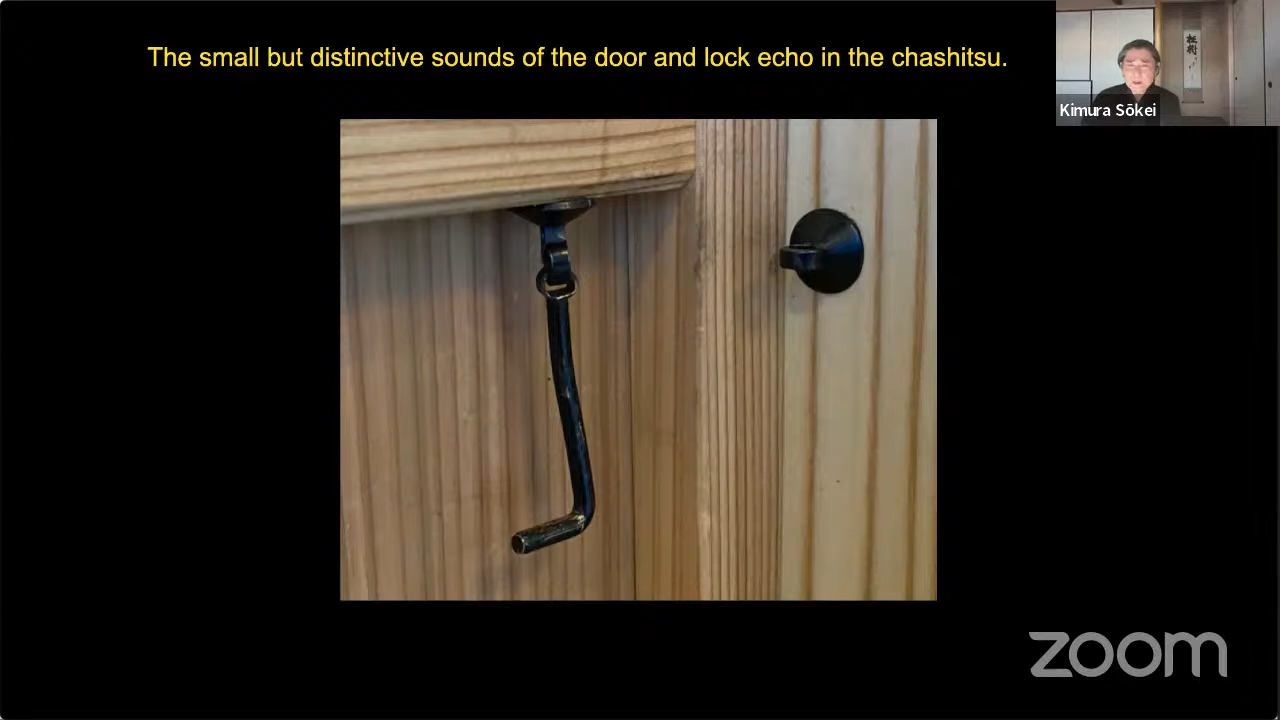 The small but distinctive sounds of the door and lock echo in the chashitsu.
Kimura Sōkei
zoom